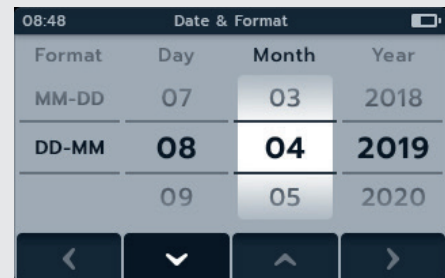 08:48 Date & Format
Format Day Month Year
MM-DD 07 03 2018
DD-MM 08 04 2019
09 05 2020